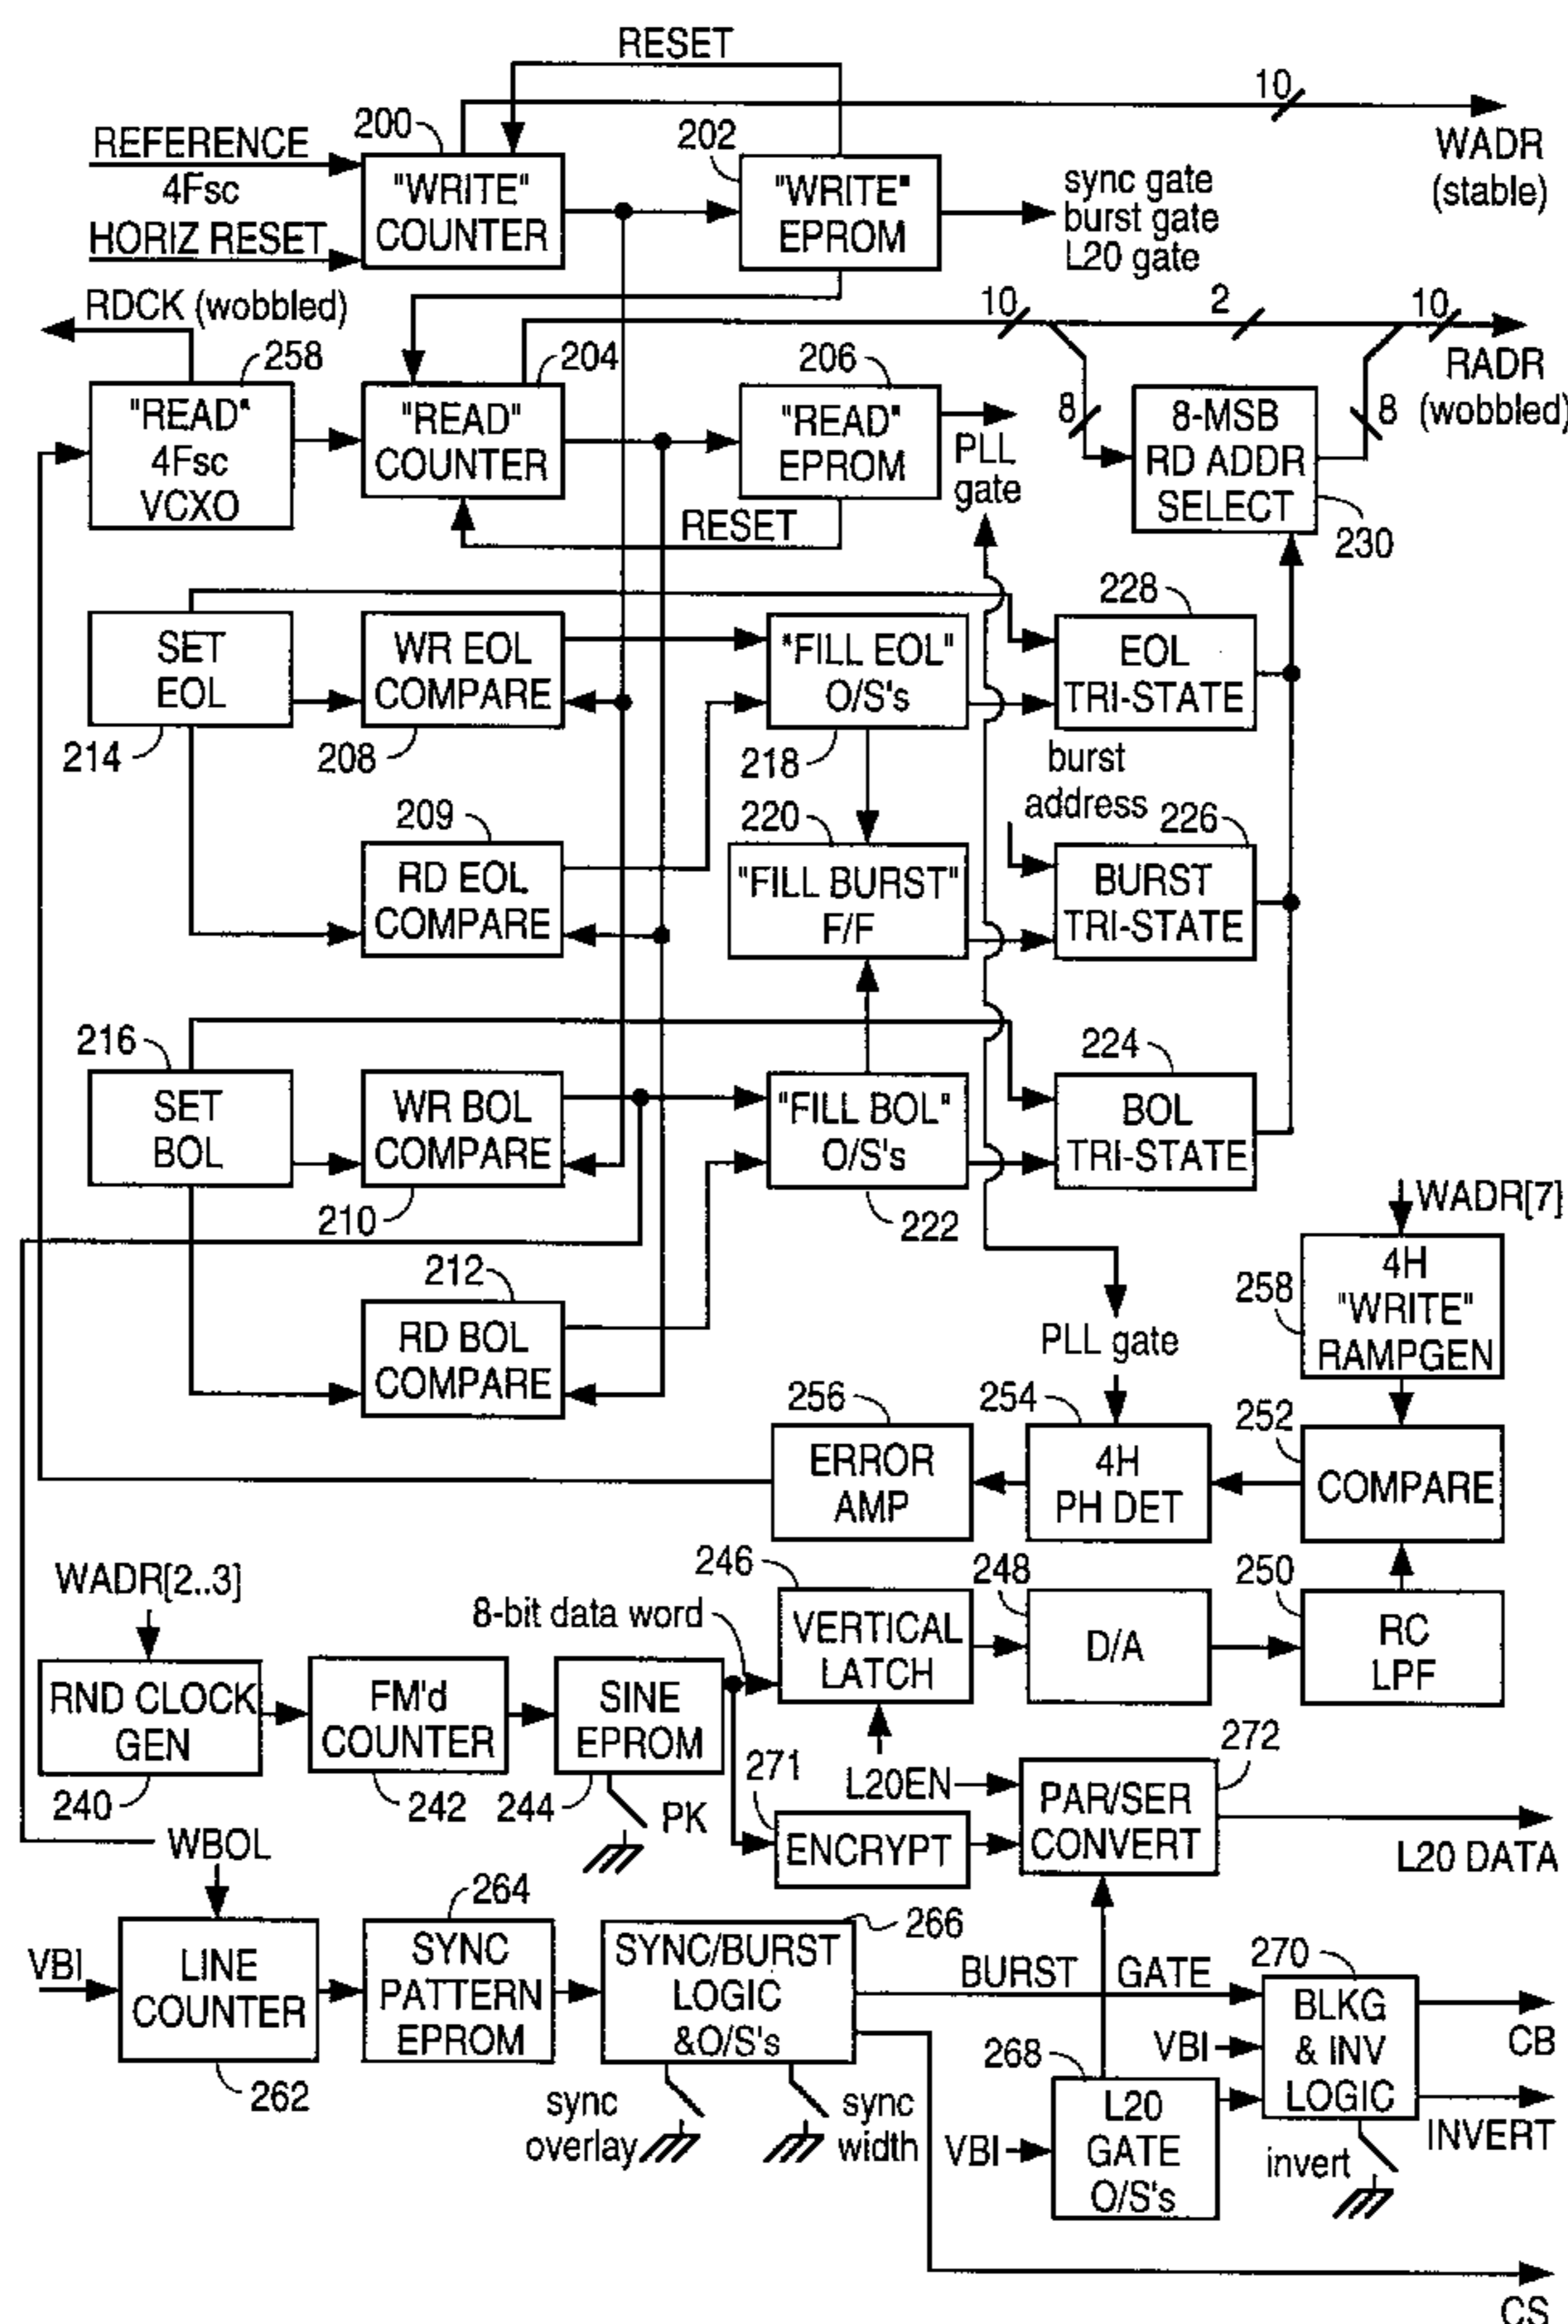 RESET
10
WADR
(stable)
REFERENCE
4Fsc
HORIZ RESET
200
"WRITE"
COUNTER
202
"WRITE"
EPROM
sync gate
burst gate
L20 gate
RDCK (wobbled)
258
"READ"
4Fsc
VCXO
204
"READ"
COUNTER
206
"READ"
EPROM
PLL
gate
RESET
10
2
10
RADR
(wobbled)
8
8-MSB
RD ADDR
SELECT
8
230
SET
EOL
214
WR EOL
COMPARE
208
"FILL EOL"
O/S's
218
228
EOL
TRI-STATE
burst
address
209
RD EOL
COMPARE
220
"FILL BURST"
F/F
226
BURST
TRI-STATE
216
SET
BOL
WR BOL
COMPARE
210
"FILL BOL"
O/S's
222
224
BOL
TRI-STATE
212
RD BOL
COMPARE
WADR[7]
258
4H
"WRITE"
RAMPGEN
PLL gate
256
ERROR
AMP
254
4H
PH DET
252
COMPARE
WADR[2..3]
RND CLOCK
GEN
240
FM'd
COUNTER
242
SINE
EPROM
244
PK
8-bit data word
246
VERTICAL
LATCH
248
D/A
250
RC
LPF
L20EN
271
ENCRYPT
272
PAR/SER
CONVERT
L20 DATA
WBOL
VBI
LINE
COUNTER
262
264
SYNC
PATTERN
EPROM
266
SYNC/BURST
LOGIC
&O/S's
sync
overlay
sync
width
BURST GATE
VBI
268
L20
GATE
O/S's
VBI
270
BLKG
& INV
LOGIC
invert
CB
INVERT
CS